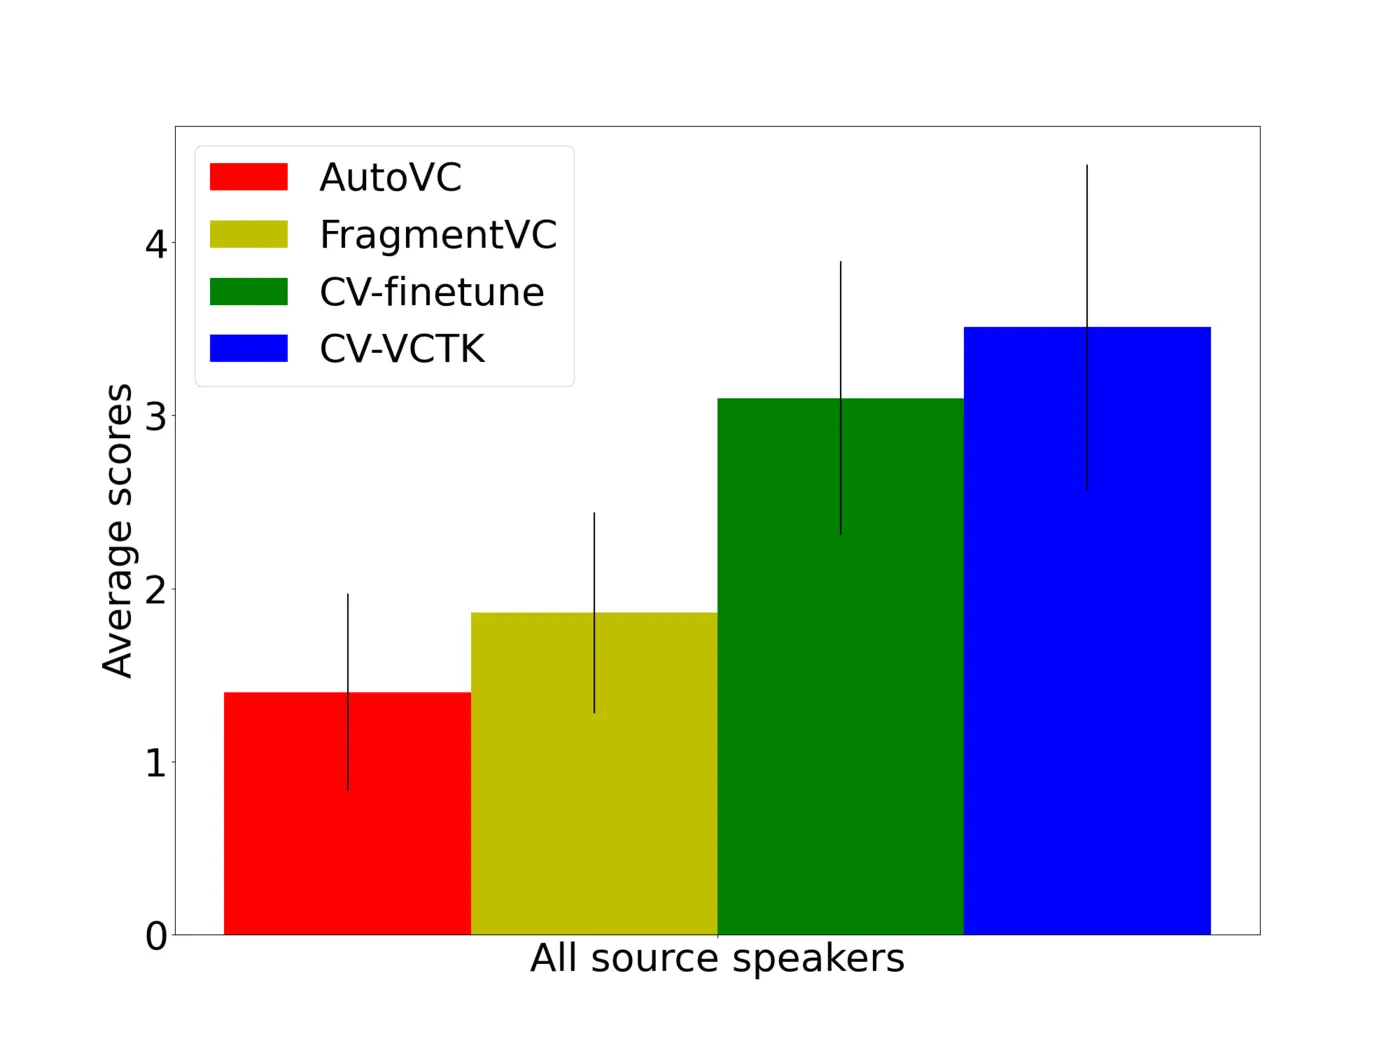 AutoVC
FragmentVC
CV-finetune
CV-VCTK
Average scores
4
3
2
1
0
All source speakers